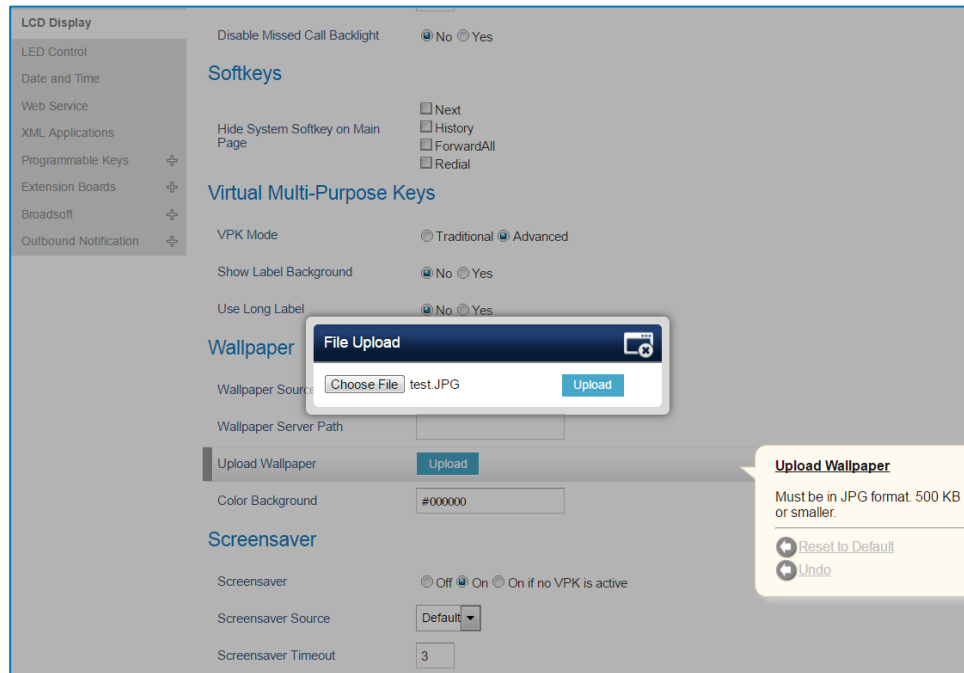 LCD Display
LED Control
Date and Time
Web Service
XML Applications
Programmable Keys
Extension Boards
Broadsoft
Outbound Notification
Disable Missed Call Backlight No Yes
Softkeys
Hide System Softkey on Main
Page
Next
History
ForwardAll
Redial
Virtual Multi-Purpose Keys
VPK Mode Traditional Advanced
Show Label Background No Yes
Use Long Label No Yes
Wallpaper
File Upload
Wallpaper Source
Choose File test.JPG Upload
Wallpaper Server Path
Upload Wallpaper Upload
Color Background #000000
Screensaver
Screensaver Off On On if no VPK is active
Screensaver Source Default
Screensaver Timeout 3
Upload Wallpaper
Must be in JPG format. 500 KB
or smaller.
Reset to Default
Undo